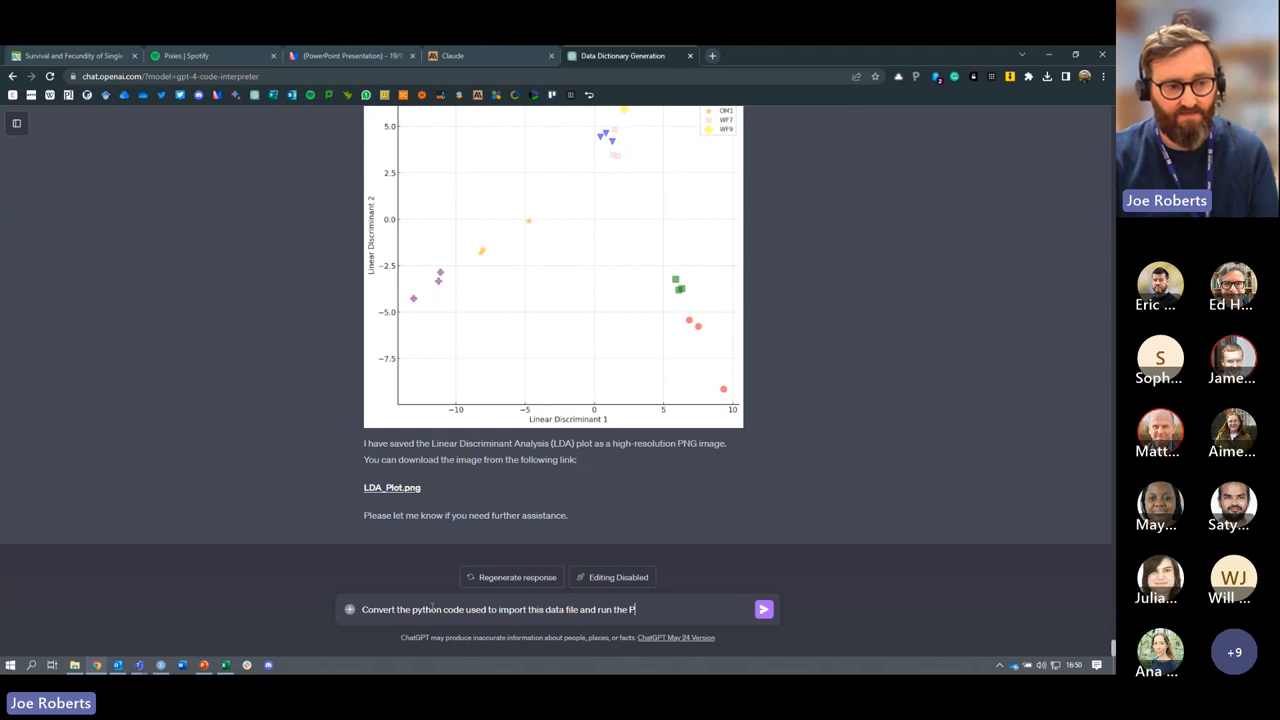 Survival and Fecundity of Single
Pixies | Spotify
(PowerPoint Presentation) - 19/0
Claude
Data Dictionary Generation
chat.openai.com/?model=gpt-4-code-interpreter
OM1
WF7
WF9
5.0
2.5
0.0
−2.5
−5.0
−7.5
Linear Discriminant 2
−10
−5
0
5
10
Linear Discriminant 1
I have saved the Linear Discriminant Analysis (LDA) plot as a high-resolution PNG image.
You can download the image from the following link:
LDA_Plot.png
Please let me know if you need further assistance.
Regenerate response
Editing Disabled
Convert the python code used to import this data file and run the P
ChatGPT may produce inaccurate information about people, places, or facts. ChatGPT May 24 Version
16:50
Joe Roberts
Joe Roberts
Eric ...
Ed H...
S
Soph...
Jame...
Matt...
Aime...
May...
Saty...
WJ
Julia...
Will ...
Ana ...
+9